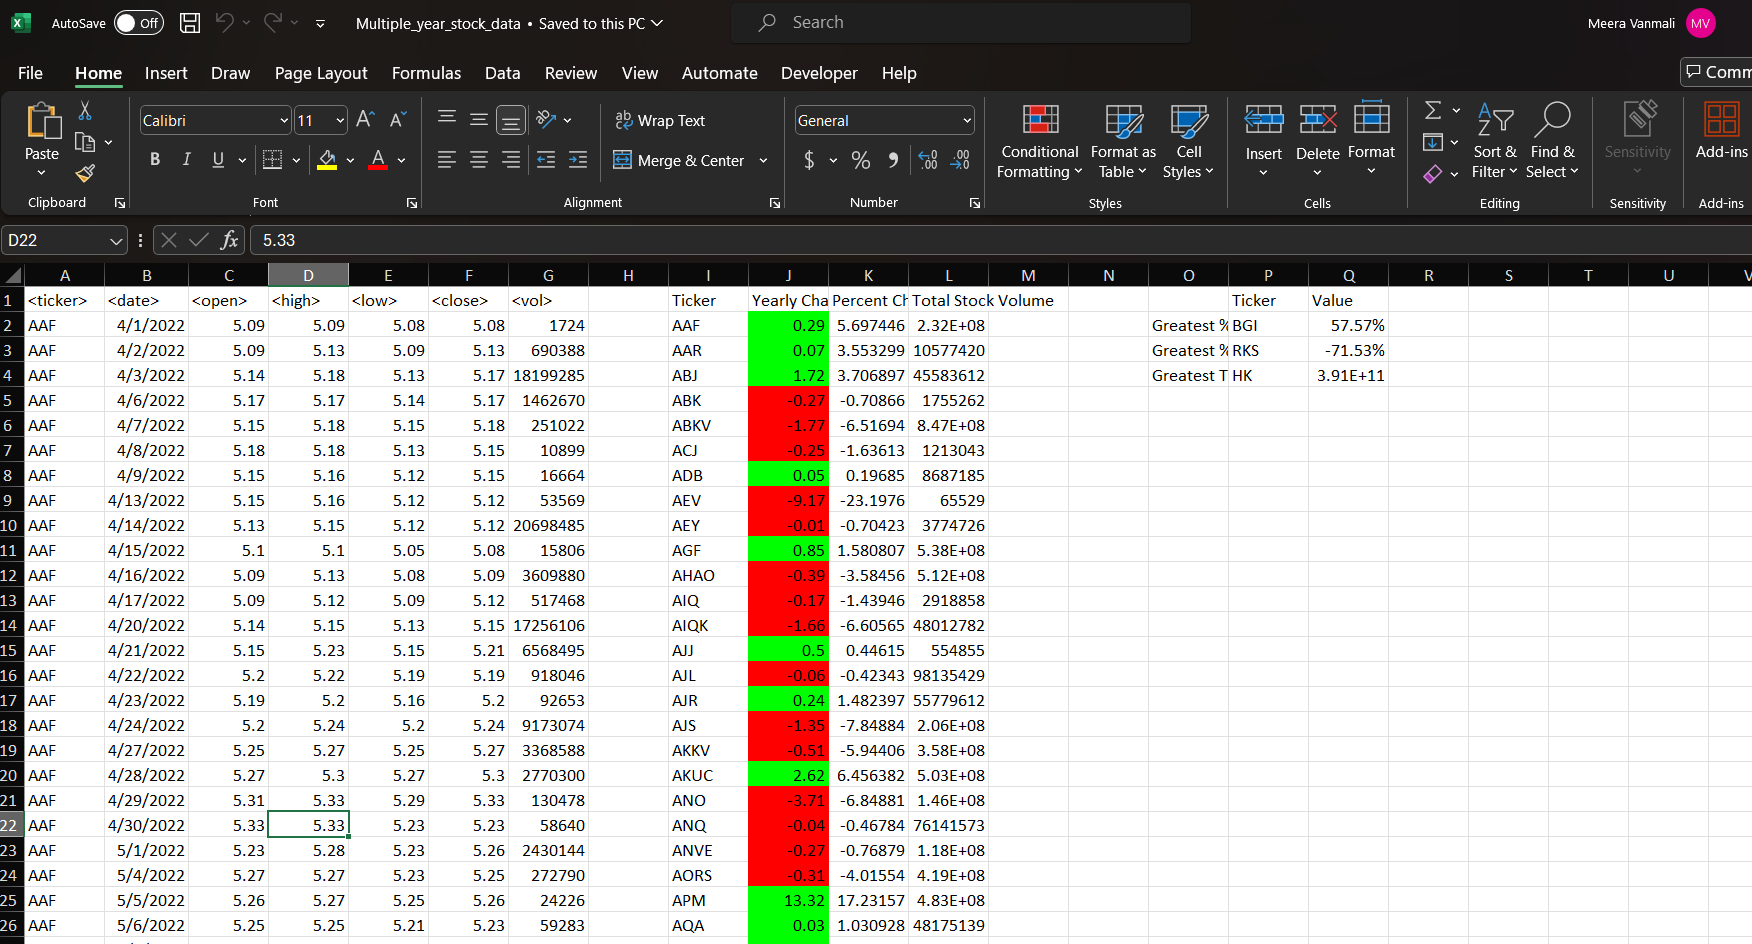 AutoSave Off Multiple_year_stock_data • Saved to this PC Search Meera Vanmali MV
File Home Insert Draw Page Layout Formulas Data Review View Automate Developer Help
Paste Clipboard
Calibri 11 B I U A Font
ab Wrap Text
Merge & Center
Alignment
General
$ % 9 .00
Number
Conditional Formatting Format as Table Cell Styles
Styles
Insert Delete Format
Cells
Sort & Filter Find & Select
Editing
Sensitivity
Sensitivity
Add-ins
Add-ins
D22 fx 5.33
A B C D E F G H I J K L M N O P Q R S T U
1 <ticker> <date> <open> <high> <low> <close> <vol> Ticker Yearly Cha Percent Ch Total Stock Volume Ticker Value
2 AAF 4/1/2022 5.09 5.09 5.08 5.08 1724 AAF 0.29 5.697446 2.32E+08 Greatest % BGI 57.57%
3 AAF 4/2/2022 5.09 5.13 5.09 5.13 690388 AAR 0.07 3.553299 10577420 Greatest % RKS -71.53%
4 AAF 4/3/2022 5.14 5.18 5.13 5.17 18199285 ABJ 1.72 3.706897 45583612 Greatest T HK 3.91E+11
5 AAF 4/6/2022 5.17 5.17 5.14 5.17 1462670 ABK -0.27 -0.70866 1755262
6 AAF 4/7/2022 5.15 5.18 5.15 5.18 251022 ABKV -1.77 -6.51694 8.47E+08
7 AAF 4/8/2022 5.18 5.18 5.13 5.15 10899 ACJ -0.25 -1.63613 1213043
8 AAF 4/9/2022 5.15 5.16 5.12 5.15 16664 ADB 0.05 0.19685 8687185
9 AAF 4/13/2022 5.15 5.16 5.12 5.12 53569 AEV -9.17 -23.1976 65529
10 AAF 4/14/2022 5.13 5.15 5.12 5.12 20698485 AEY -0.01 -0.70423 3774726
11 AAF 4/15/2022 5.1 5.1 5.05 5.08 15806 AGF 0.85 1.580807 5.38E+08
12 AAF 4/16/2022 5.09 5.13 5.08 5.09 3609880 AHAO -0.39 -3.58456 5.12E+08
13 AAF 4/17/2022 5.09 5.12 5.09 5.12 517468 AIQ -0.17 -1.43946 2918858
14 AAF 4/20/2022 5.14 5.15 5.13 5.15 17256106 AIQK -1.66 -6.60565 48012782
15 AAF 4/21/2022 5.15 5.23 5.15 5.21 6568495 AJJ 0.5 0.44615 554855
16 AAF 4/22/2022 5.2 5.22 5.19 5.19 918046 AJL -0.06 -0.42343 98135429
17 AAF 4/23/2022 5.19 5.2 5.16 5.2 92653 AJR 0.24 1.482397 55779612
18 AAF 4/24/2022 5.2 5.24 5.2 5.24 9173074 AJS -1.35 -7.84884 2.06E+08
19 AAF 4/27/2022 5.25 5.27 5.25 5.27 3368588 AKKV -0.51 -5.94406 3.58E+08
20 AAF 4/28/2022 5.27 5.3 5.27 5.3 2770300 AKUC 2.62 6.456382 5.03E+08
21 AAF 4/29/2022 5.31 5.33 5.29 5.33 130478 ANO -3.71 -6.84881 1.46E+08
22 AAF 4/30/2022 5.33 5.33 5.23 5.23 58640 ANQ -0.04 -0.46784 76141573
23 AAF 5/1/2022 5.23 5.28 5.23 5.26 2430144 ANVE -0.27 -0.76879 1.18E+08
24 AAF 5/4/2022 5.27 5.27 5.23 5.25 272790 AORS -0.31 -4.01554 4.19E+08
25 AAF 5/5/2022 5.26 5.27 5.25 5.26 24226 APM 13.32 17.23157 4.83E+08
26 AAF 5/6/2022 5.25 5.25 5.21 5.23 59283 AQA 0.03 1.030928 48175139